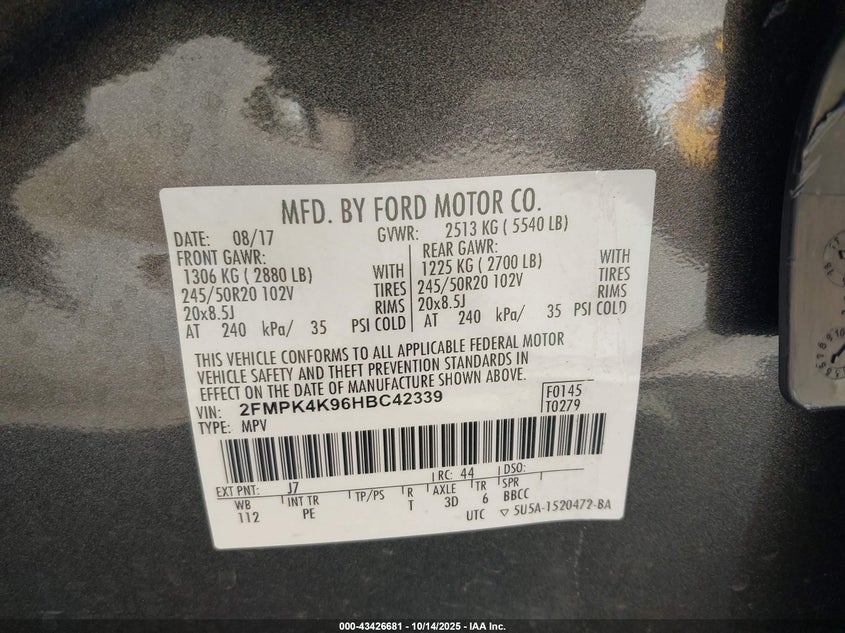 MFD. BY FORD MOTOR CO.
DATE: 08/17 GVWR: 2513 KG ( 5540 LB)
FRONT GAWR: REAR GAWR:
1306 KG ( 2880 LB) WITH 1225 KG ( 2700 LB) WITH
245/50R20 102V TIRES 245/50R20 102V TIRES
20x8.5J RIMS 20x8.5J RIMS
AT 240 kPa/ 35 PSI COLD AT 240 kPa/ 35 PSI COLD
THIS VEHICLE CONFORMS TO ALL APPLICABLE FEDERAL MOTOR
VEHICLE SAFETY AND THEFT PREVENTION STANDARDS IN
EFFECT ON THE DATE OF MANUFACTURE SHOWN ABOVE.
VIN: 2FMPK4K96HBC42339 F0145
TYPE: MPV T0279
EXT PNT: J7 RC: 44 DSO:
WB INT TR TP/PS R AXLE TR SPR
112 PE T 3D 6 BBCC
UTC ▽ 5U5A-1520472-BA
000-43426681 - 10/14/2025 - IAA Inc.